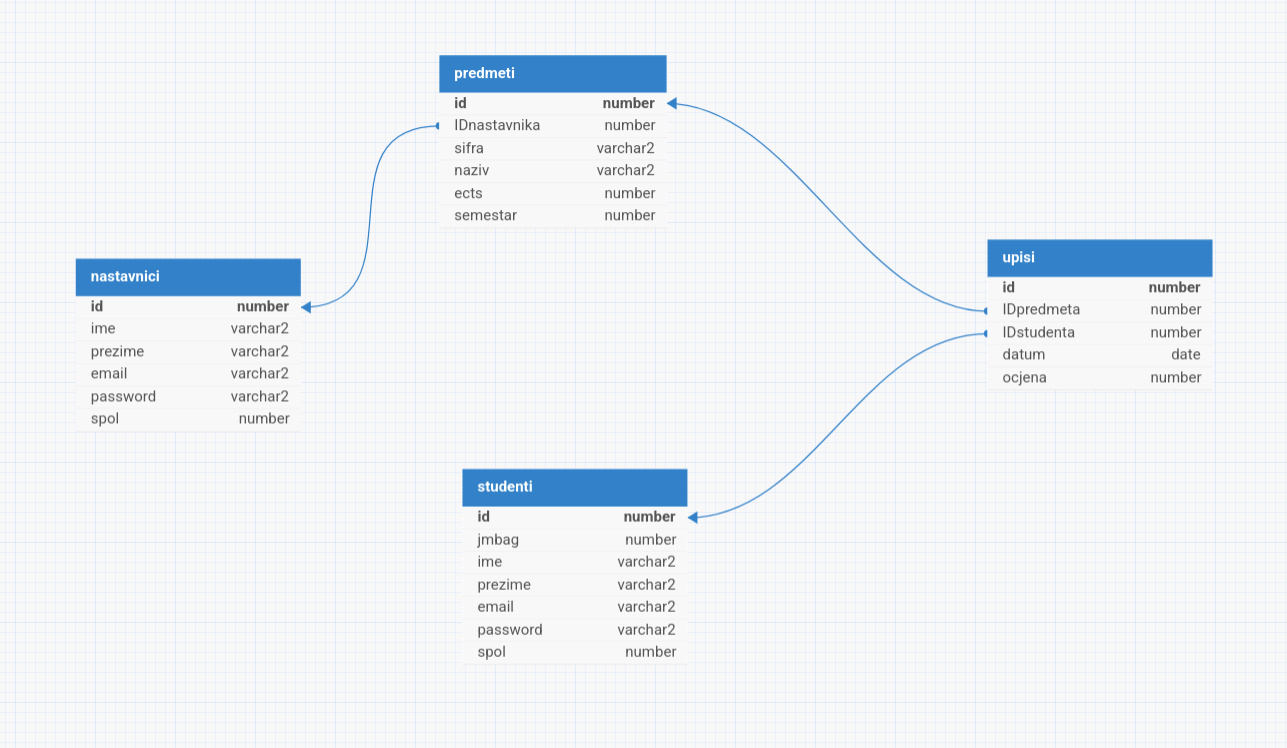 predmeti
id number
IDnastavnika number
sifra varchar2
naziv varchar2
ects number
semestar number
nastavnici
id number
ime varchar2
prezime varchar2
email varchar2
password varchar2
spol number
upisi
id number
IDpredmeta number
IDstudenta number
datum date
ocjena number
studenti
id number
jmbag number
ime varchar2
prezime varchar2
email varchar2
password varchar2
spol number